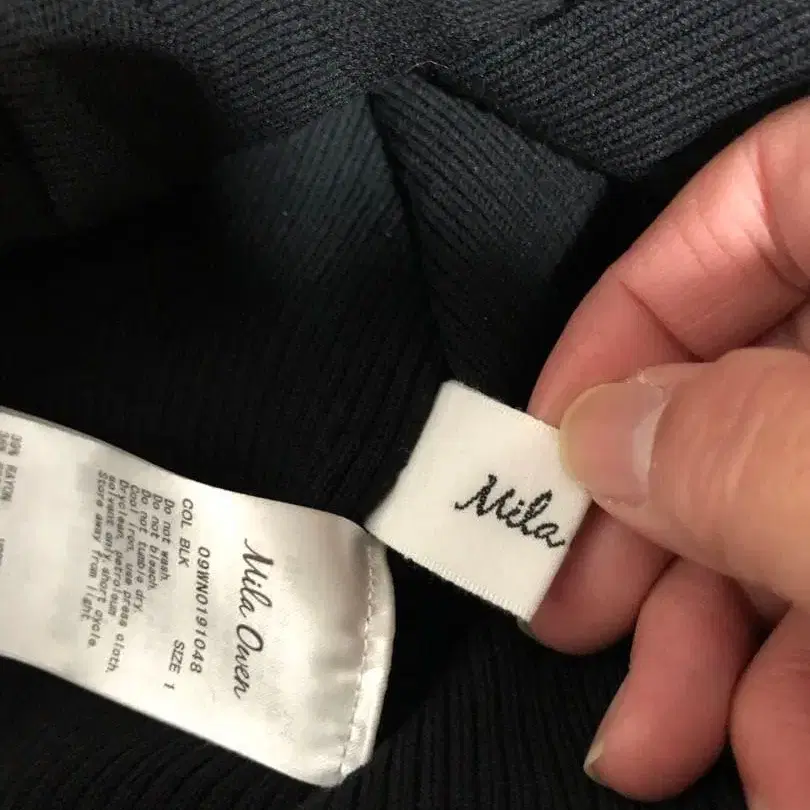 Mila
Mila Owen
09WNO191048
COL BLK SIZE 1
Do not wash.
Do not bleach.
Do not tumble dry.
Cool iron, use press cloth.
Dryclean, petroleum
solvent only, short cycle.
Store away from light.
RAYON